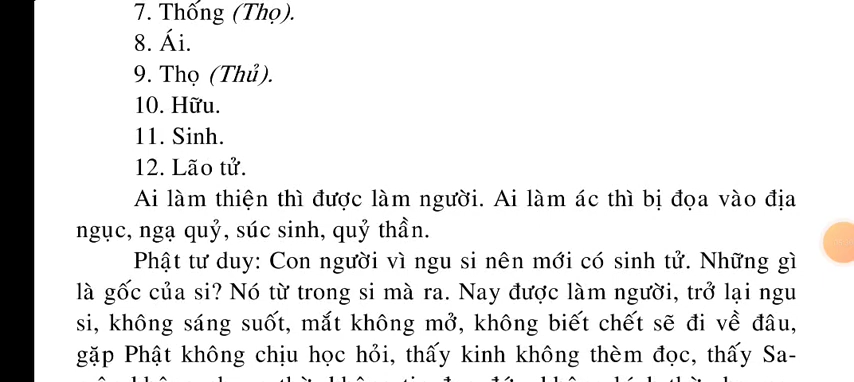 7. Thống (Thọ).
8. Ái.
9. Thọ (Thủ).
10. Hữu.
11. Sinh.
12. Lão tử.
Ai làm thiện thì được làm người. Ai làm ác thì bị đọa vào địa
ngục, ngạ quỷ, súc sinh, quỷ thần.
Phật tư duy: Con người vì ngu si nên mới có sinh tử. Những gì
là gốc của si? Nó từ trong si mà ra. Nay được làm người, trở lại ngu
si, không sáng suốt, mắt không mở, không biết chết sẽ đi về đâu,
gặp Phật không chịu học hỏi, thấy kinh không thèm đọc, thấy Sa-